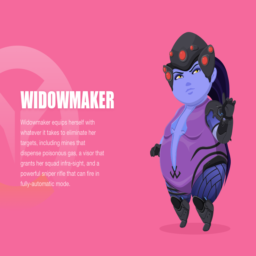 WIDOWMAKER
Widowmaker equips herself with
whatever it takes to eliminate her
targets, including mines that
dispense poisonous gas, a visor that
grants her squad infra-sight, and a
powerful sniper rifle that can fire in
fully-automatic mode.